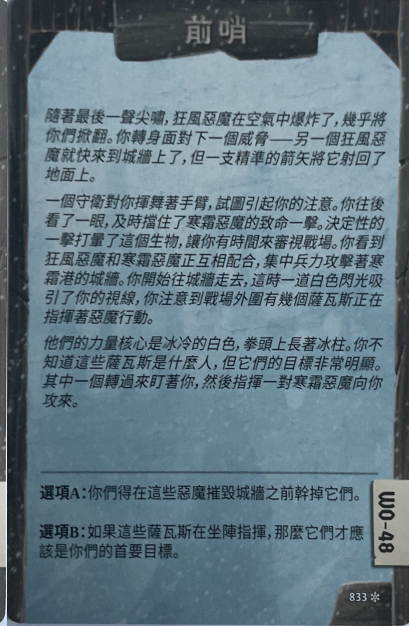 前哨
隨著最後一聲尖嘯,狂風惡魔在空氣中爆炸了,幾乎將
你們掀翻。你轉身面對下一個威脅——另一個狂風惡
魔就快來到城牆上了,但一支精準的箭矢將它射回了
地面上。
一個守衛對你揮舞著手臂,試圖引起你的注意。你往後
看了一眼,及時擋住了寒霜惡魔的致命一擊。決定性的
一擊打暈了這個生物,讓你有時間來審視戰場。你看到
狂風惡魔和寒霜惡魔正互相配合,集中兵力攻擊著寒
霜港的城牆。你開始往城牆走去,這時一道白色閃光吸
引了你的視線,你注意到戰場外圍有幾個薩瓦斯正在
指揮著惡魔行動。
他們的力量核心是冰冷的白色,拳頭上長著冰柱。你不
知道這些薩瓦斯是什麼人,但它們的目標非常明顯。
其中一個轉過來盯著你,然後指揮一對寒霜惡魔向你
攻來。
選項A:你們得在這些惡魔摧毀城牆之前幹掉它們。
選項B:如果這些薩瓦斯在坐陣指揮,那麼它們才應
該是你們的首要目標。
WO-48
833